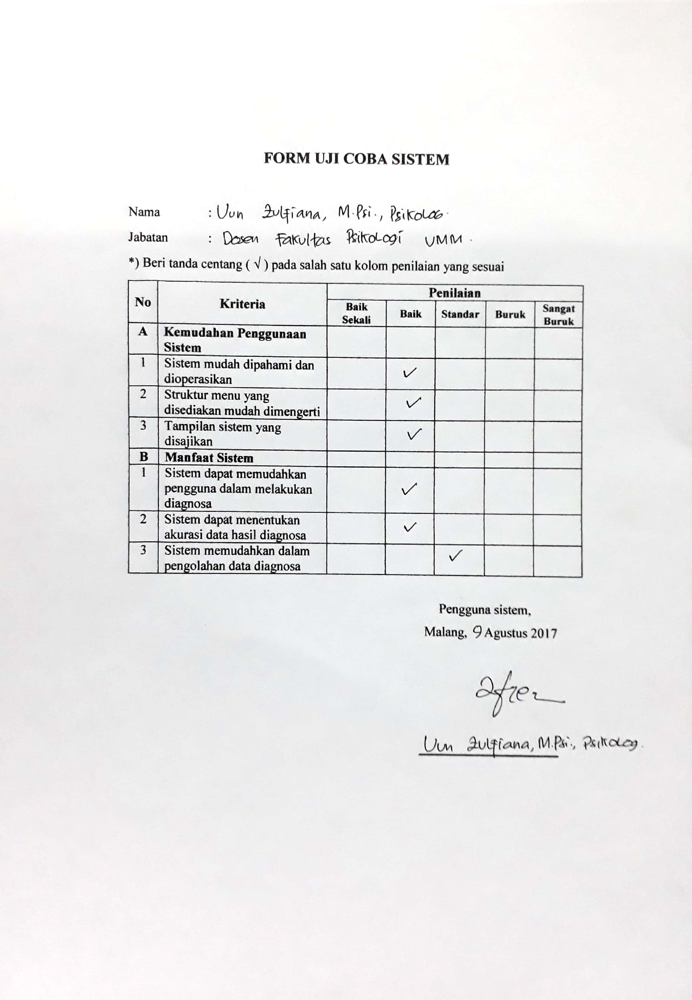 FORM UJI COBA SISTEM
Nama : Uun Zulfiana, M.Psi., Psikolog.
Jabatan : Dosen Fakultas Psikologi UMM.
*) Beri tanda centang ( √ ) pada salah satu kolom penilaian yang sesuai
No Kriteria Penilaian
Baik Sekali Baik Standar Buruk Sangat Buruk
A Kemudahan Penggunaan
Sistem
1 Sistem mudah dipahami dan ✓
dioperasikan
2 Struktur menu yang ✓
disediakan mudah dimengerti
3 Tampilan sistem yang ✓
disajikan
B Manfaat Sistem
1 Sistem dapat memudahkan
pengguna dalam melakukan ✓
diagnosa
2 Sistem dapat menentukan ✓
akurasi data hasil diagnosa
3 Sistem memudahkan dalam ✓
pengolahan data diagnosa
Pengguna sistem,
Malang, 9 Agustus 2017
Uun Zulfiana, M.Psi., Psikolog.